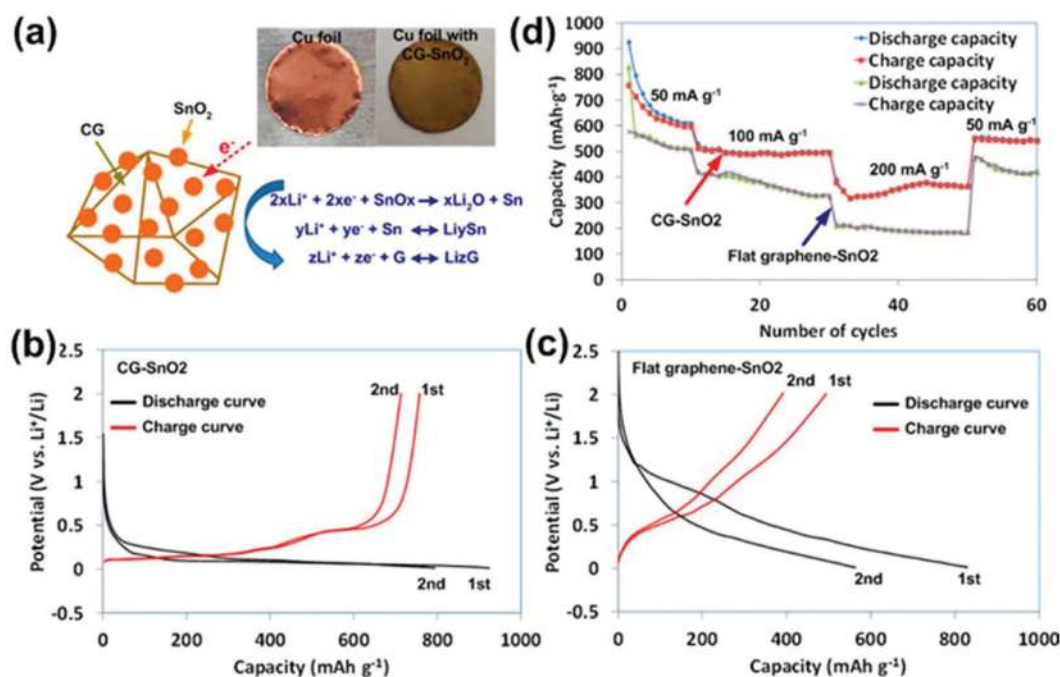 (a)
Cu foil
Cu foil with
CG-SnO₂
SnO₂
CG
e⁻
2xLi⁺ + 2xe⁻ + SnOx → xLi₂O + Sn
yLi⁺ + ye⁻ + Sn ↔ LiySn
zLi⁺ + ze⁻ + G ↔ LizG
(d)
Capacity (mAh·g⁻¹)
1000
900
800
700
600
500
400
300
200
100
0
Discharge capacity
Charge capacity
Discharge capacity
Charge capacity
50 mA g⁻¹
100 mA g⁻¹
200 mA g⁻¹
50 mA g⁻¹
CG-SnO2
Flat graphene-SnO2
0 20 40 60
Number of cycles
(b)
Potential (V vs. Li⁺/Li)
2.5
2
1.5
1
0.5
0
-0.5
CG-SnO2
Discharge curve
Charge curve
2nd 1st
2nd 1st
0 200 400 600 800 1000
Capacity (mAh g⁻¹)
(c)
Potential (V vs. Li⁺/Li)
2.5
2
1.5
1
0.5
0
-0.5
Flat graphene-SnO2
2nd 1st
Discharge curve
Charge curve
2nd 1st
0 200 400 600 800 1000
Capacity (mAh g⁻¹)